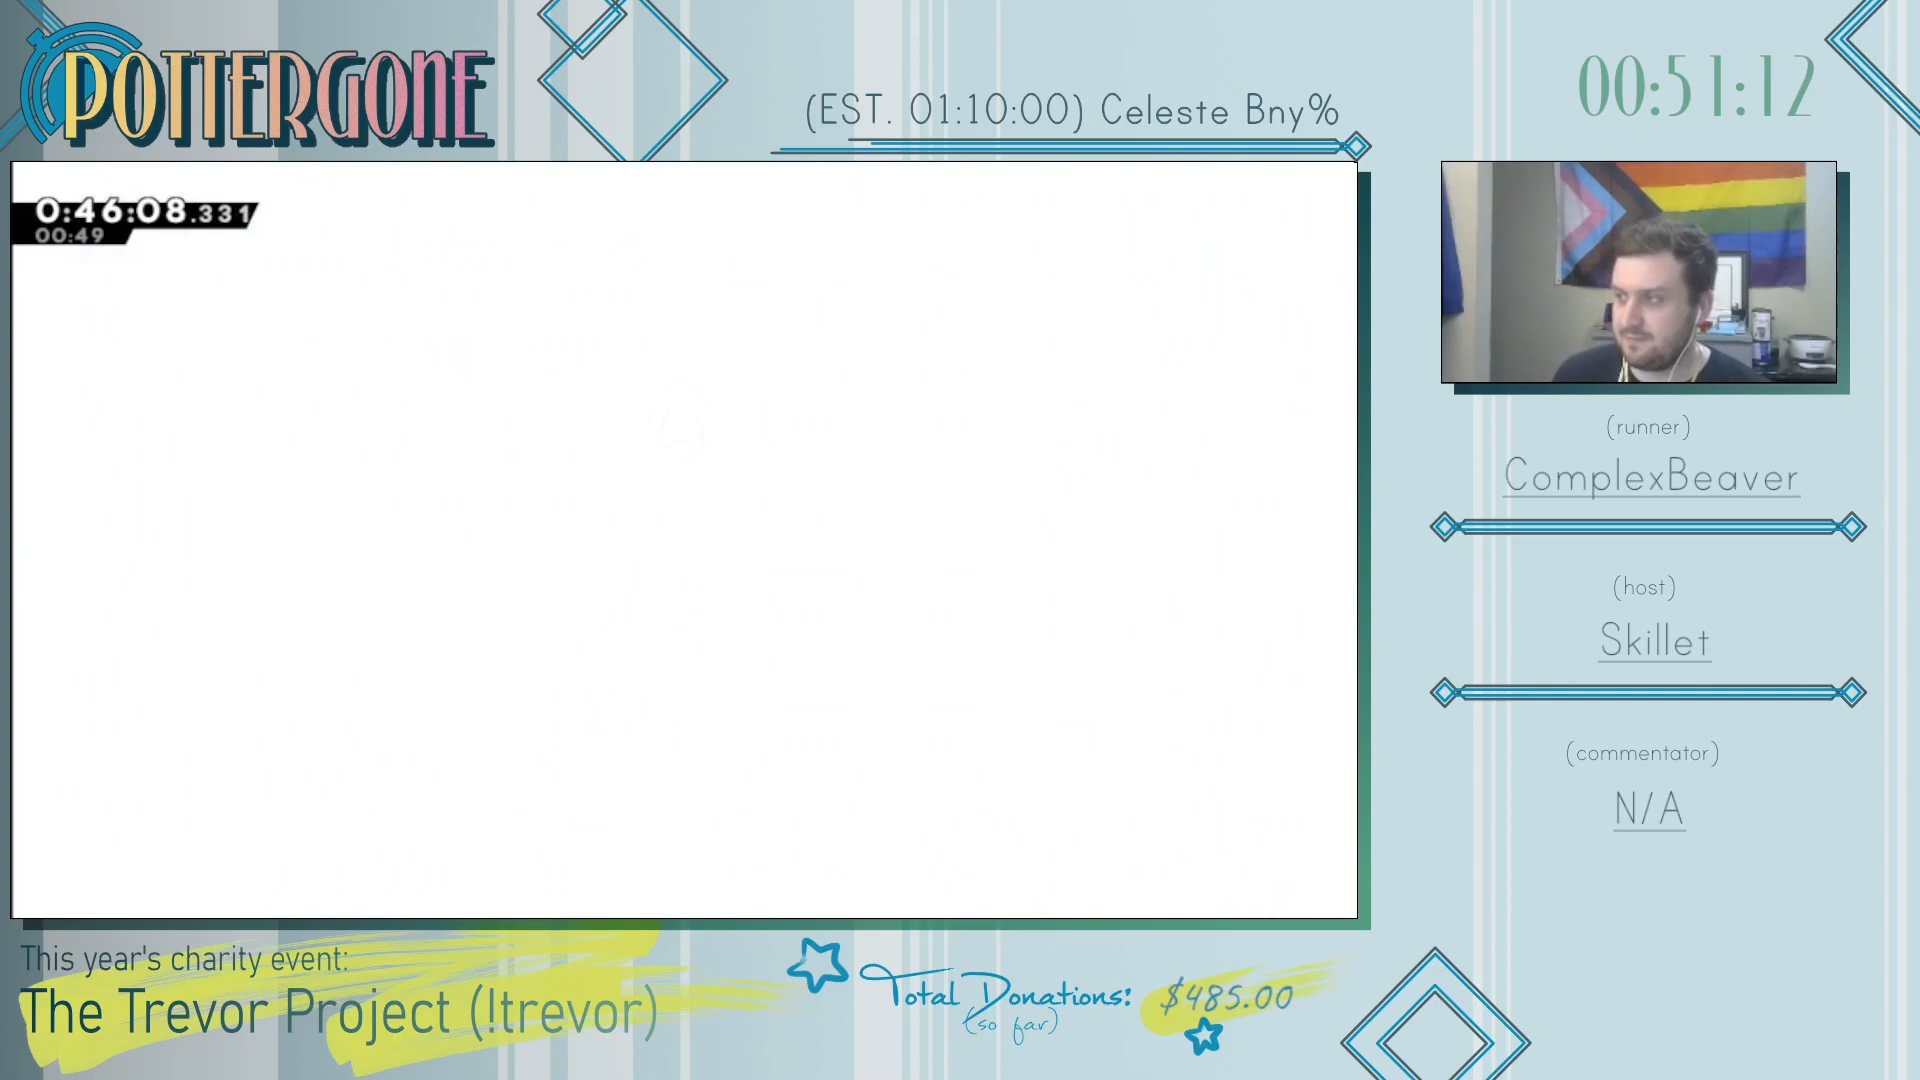 POTTERGONE
(EST. 01:10:00) Celeste Bny%
00:51:12
0:46:08.331
00:49
(runner)
ComplexBeaver
(host)
Skillet
(commentator)
N/A
This year's charity event:
The Trevor Project (!trevor)
Total Donations: $485.00
(so far)